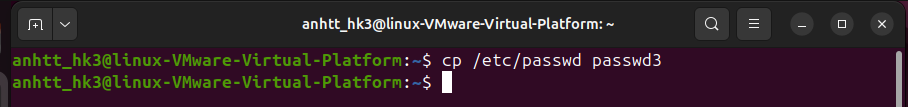 anhtt_hk3@linux-VMware-Virtual-Platform: ~
anhtt_hk3@linux-VMware-Virtual-Platform:~$ cp /etc/passwd passwd3
anhtt_hk3@linux-VMware-Virtual-Platform:~$